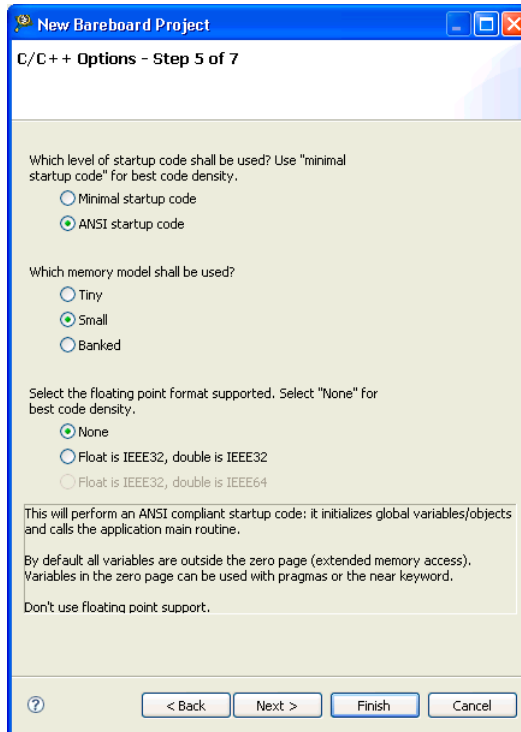 New Bareboard Project
C/C++ Options - Step 5 of 7
Which level of startup code shall be used? Use "minimal
startup code" for best code density.
Minimal startup code
ANSI startup code
Which memory model shall be used?
Tiny
Small
Banked
Select the floating point format supported. Select "None" for
best code density.
None
Float is IEEE32, double is IEEE32
Float is IEEE32, double is IEEE64
This will perform an ANSI compliant startup code: it initializes global variables/objects
and calls the application main routine.
By default all variables are outside the zero page (extended memory access).
Variables in the zero page can be used with pragmas or the near keyword.
Don't use floating point support.
?
< Back
Next >
Finish
Cancel